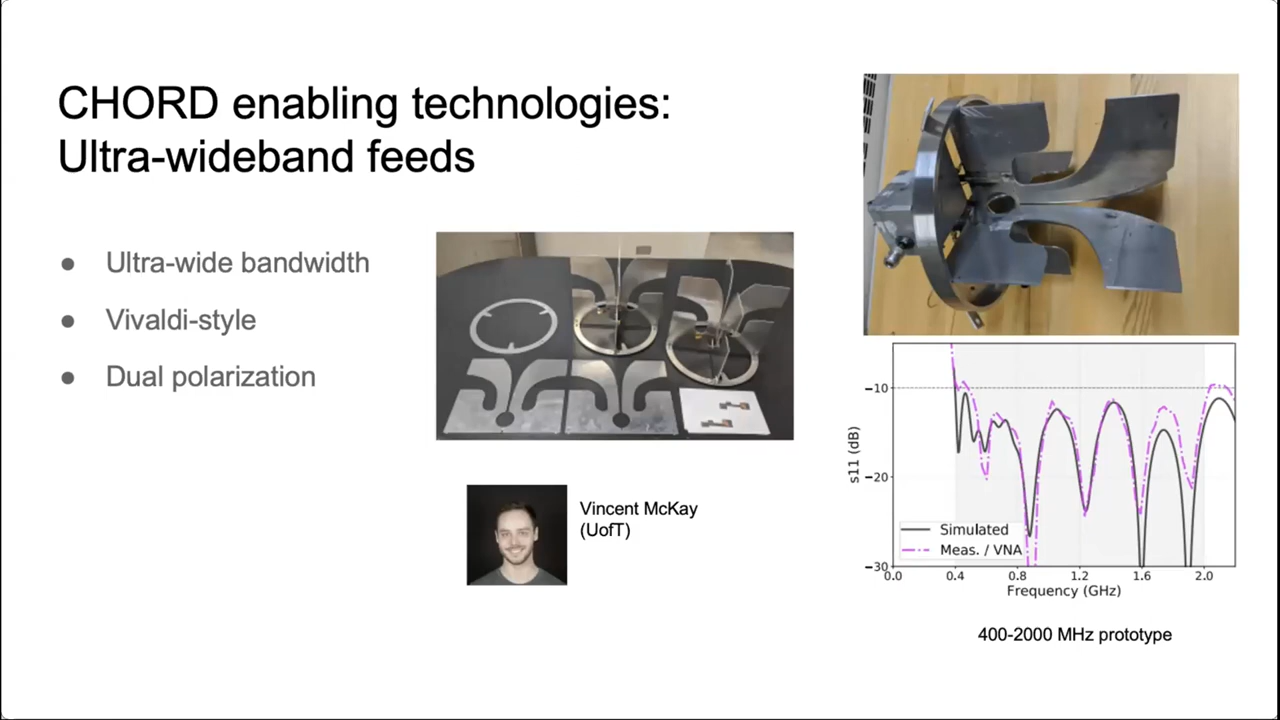 CHORD enabling technologies:
Ultra-wideband feeds
● Ultra-wide bandwidth
● Vivaldi-style
● Dual polarization
Vincent McKay
(UofT)
s11 (dB)
−10
−20
−30
Simulated
Meas. / VNA
0.0 0.4 0.8 1.2 1.6 2.0
Frequency (GHz)
400-2000 MHz prototype